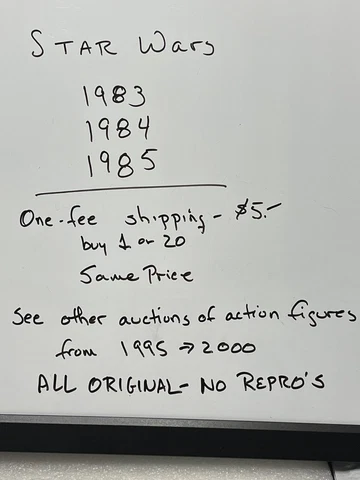 STAR Wars
1983
1984
1985
One-fee shipping - $5.-
buy 1 or 20
Same Price
See other auctions of action figures
from 1995 → 2000
ALL ORIGINAL - NO REPRO'S